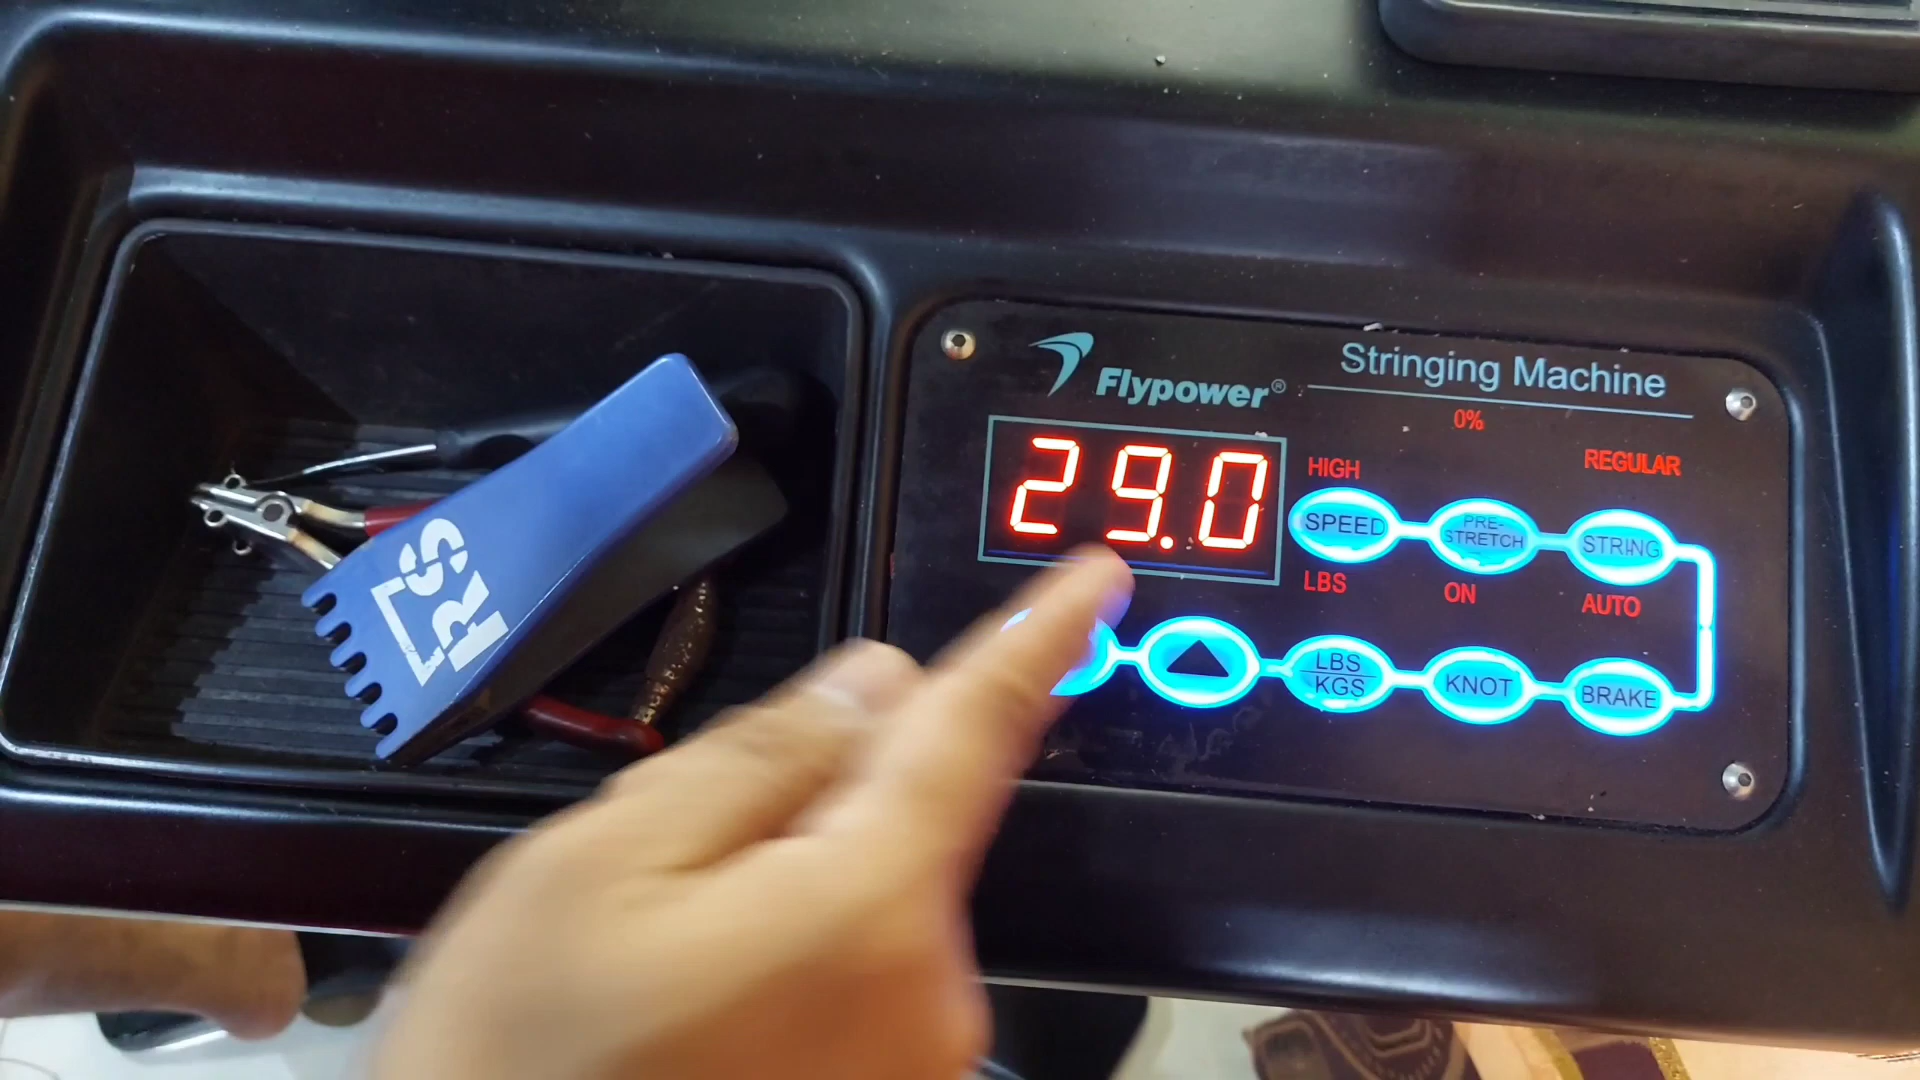 Flypower®
Stringing Machine
0%
29.0
HIGH
REGULAR
SPEED
PRE-
STRETCH
STRING
LBS
ON
AUTO
LBS
KGS
KNOT
BRAKE
RS